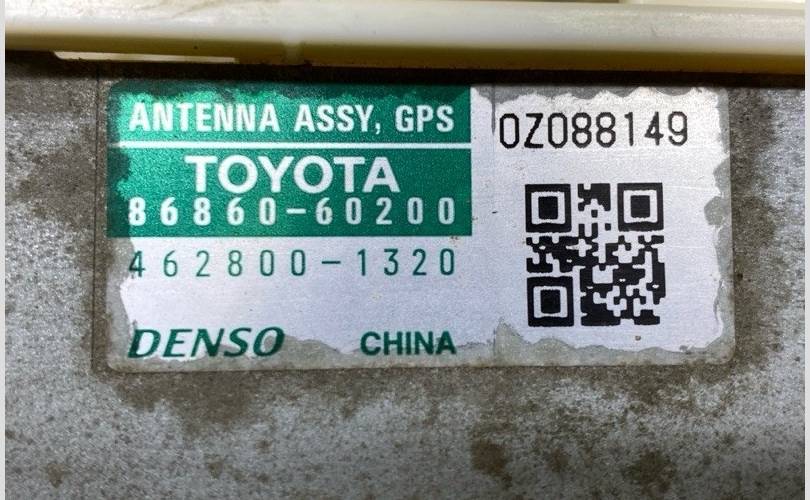 ANTENNA ASSY, GPS
TOYOTA
86860-60200
462800-1320
DENSO CHINA
0Z088149